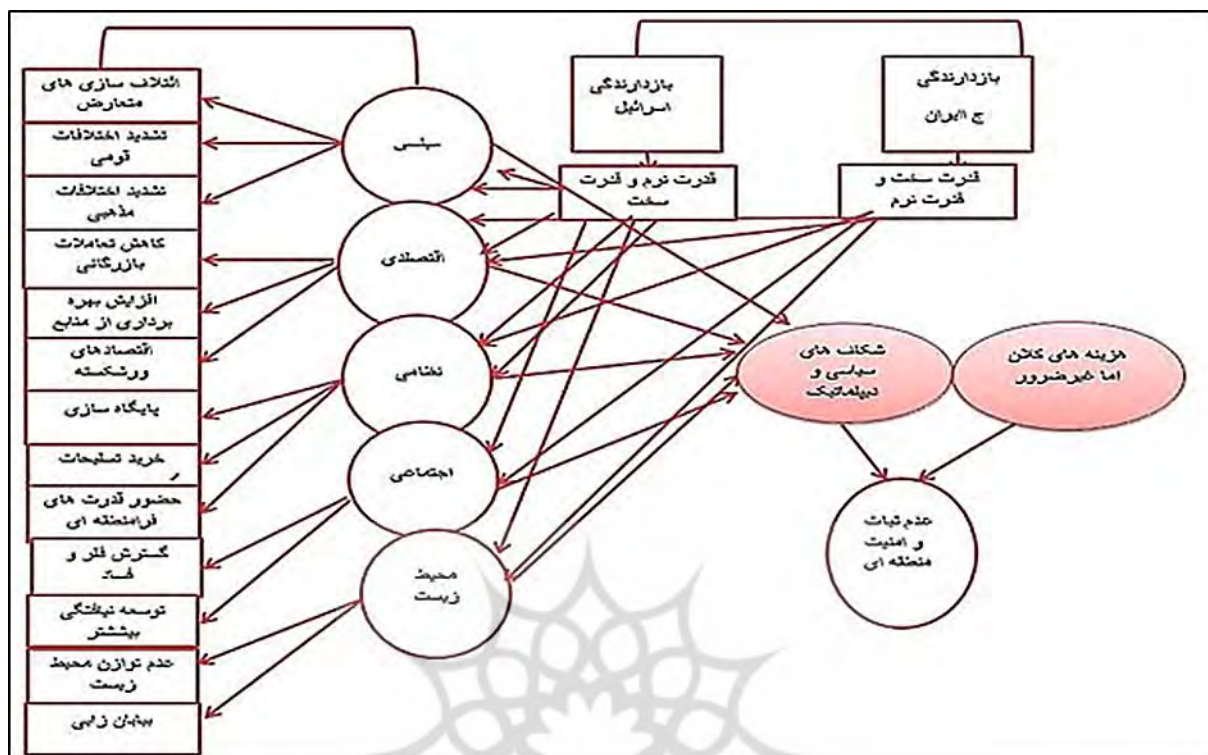 بازدارندگی
ج اایران
بازدارندگی
اسرائیل
قدرت سخت و
قدرت نرم
قدرت نرم و قدرت
سخت
سیاسی
اقتصادی
نظامی
اجتماعی
محیط
زیست
ائتلاف سازی های
متعارض
تشدید اختلافات
قومی
تشدید اختلافات
مذهبی
کاهش تعاملات
بازرگانی
افزایش بهره
برداری از منابع
اقتصادهای
ورشکسته
پایگاه سازی
خرید تسلیحات
حضور قدرت های
فرامنطقه ای
گسترش فقر و
فساد
توسعه نیافتگی
بیشتر
عدم توازن محیط
زیست
بیابان زایی
هزینه های کلان
اما غیرضرور
شکاف های
سیاسی و
دیپلماتیک
عدم ثبات
و امنیت
منطقه ای